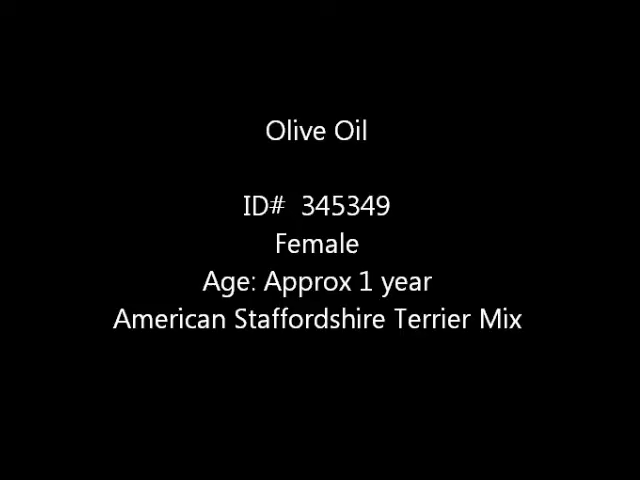 Olive Oil
ID#  345349
Female
Age: Approx 1 year
American Staffordshire Terrier Mix